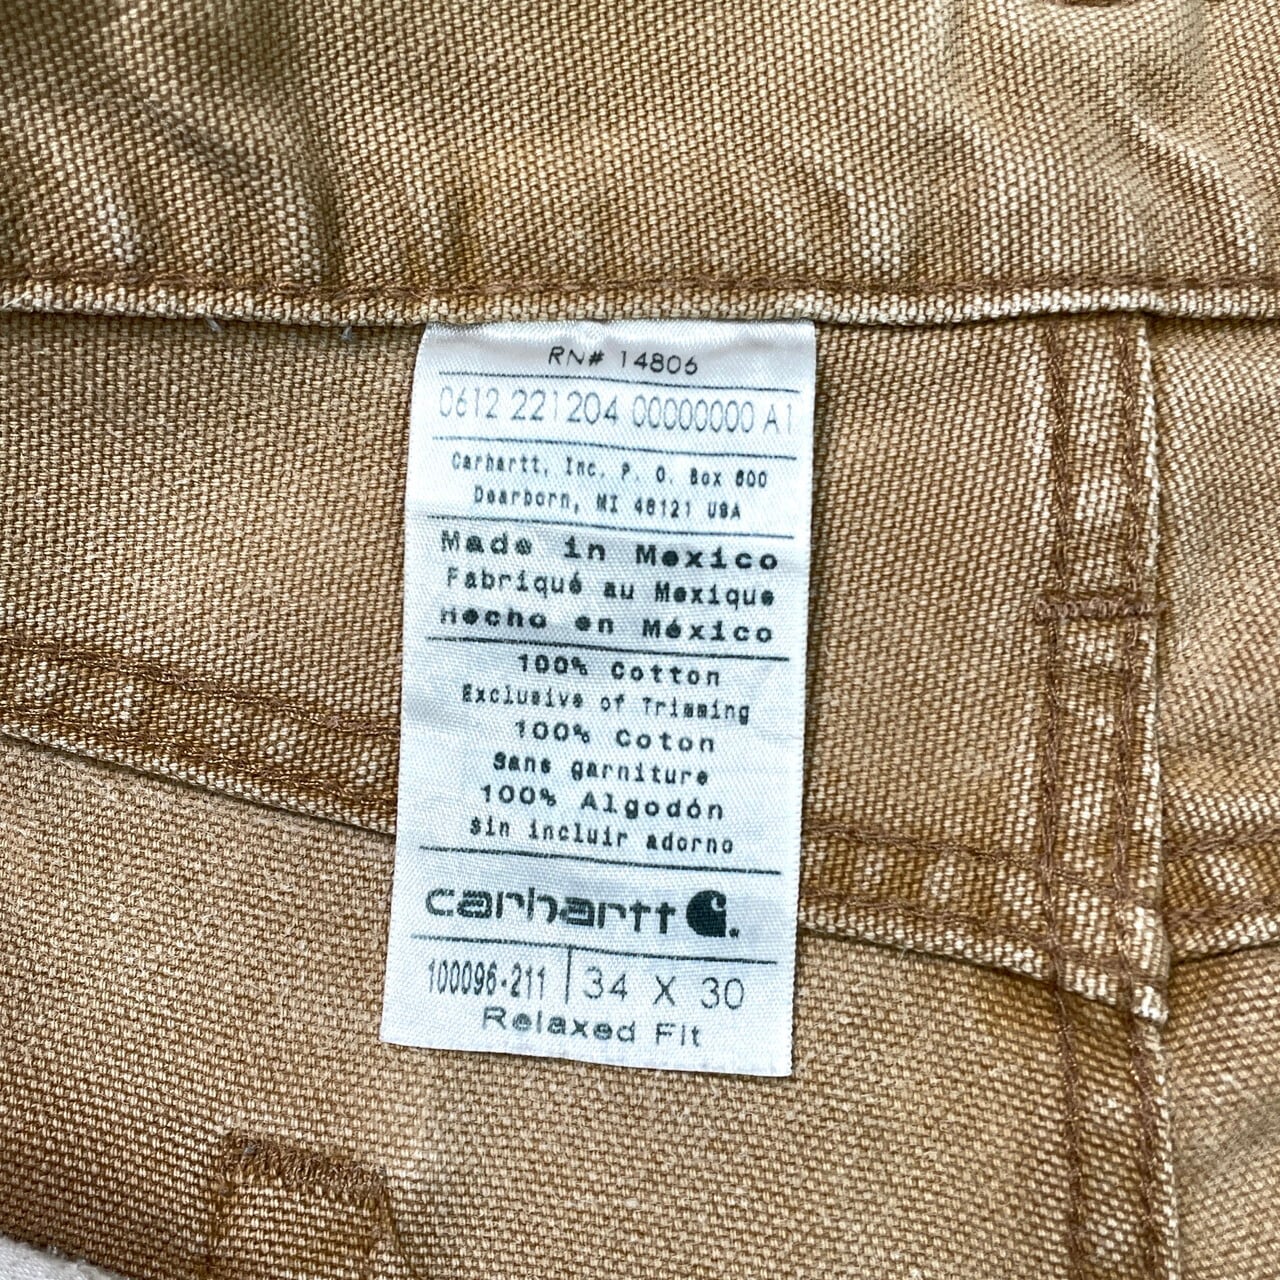 RN# 14806
0612 221204 00000000 A1
Carhartt, Inc. P. O. Box 600
Dearborn, MI 48121 USA
Made in Mexico
Fabriqué au Mexique
Hecho en México
100% Cotton
Exclusive of Trimming
100% Coton
Sans garniture
100% Algodón
sin incluir adorno
carhartt
100096-211 34 X 30
Relaxed Fit